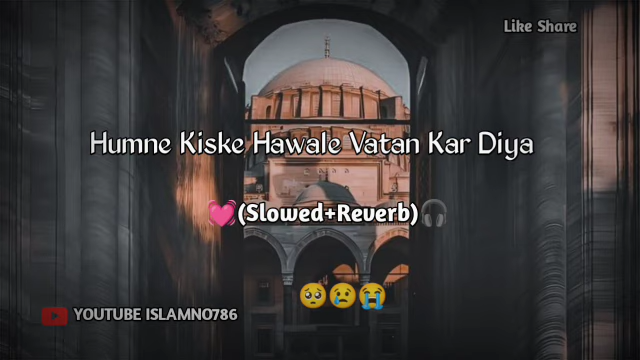 Like Share
Humne Kiske Hawale Vatan Kar Diya
💓(Slowed+Reverb)🎧
🥺😢😭
YOUTUBE ISLAMNO786